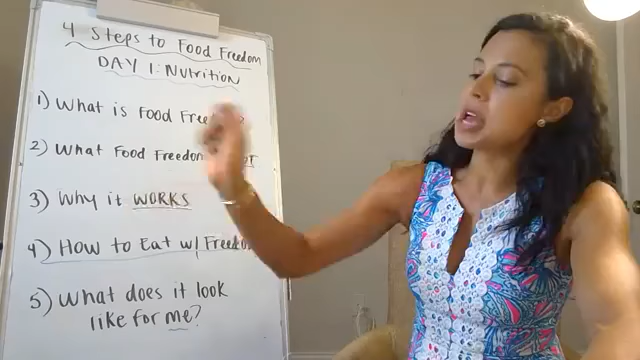 4 Steps to Food Freedom
DAY 1: Nutrition
1) What is Food
2) What Food Freedom
3) Why it WORKS
4) How to Eat w/ Freedom
5) What does it look
like for me?